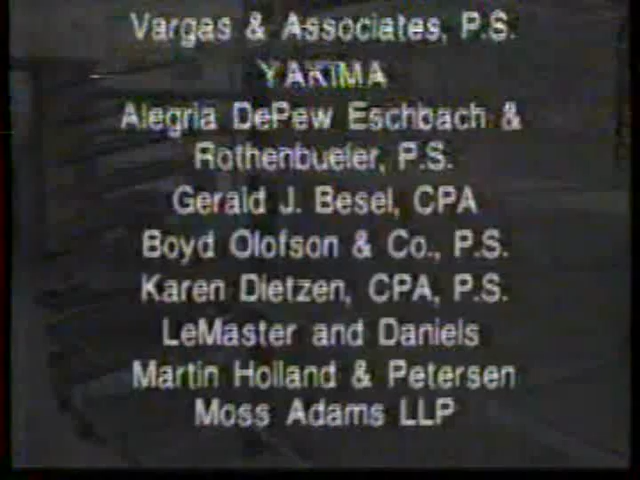 Vargas & Associates, P.S.
YAKIMA
Alegria DePew Eschbach &
Rothenbueler, P.S.
Gerald J. Besel, CPA
Boyd Olofson & Co., P.S.
Karen Dietzen, CPA, P.S.
LeMaster and Daniels
Martin Holland & Petersen
Moss Adams LLP